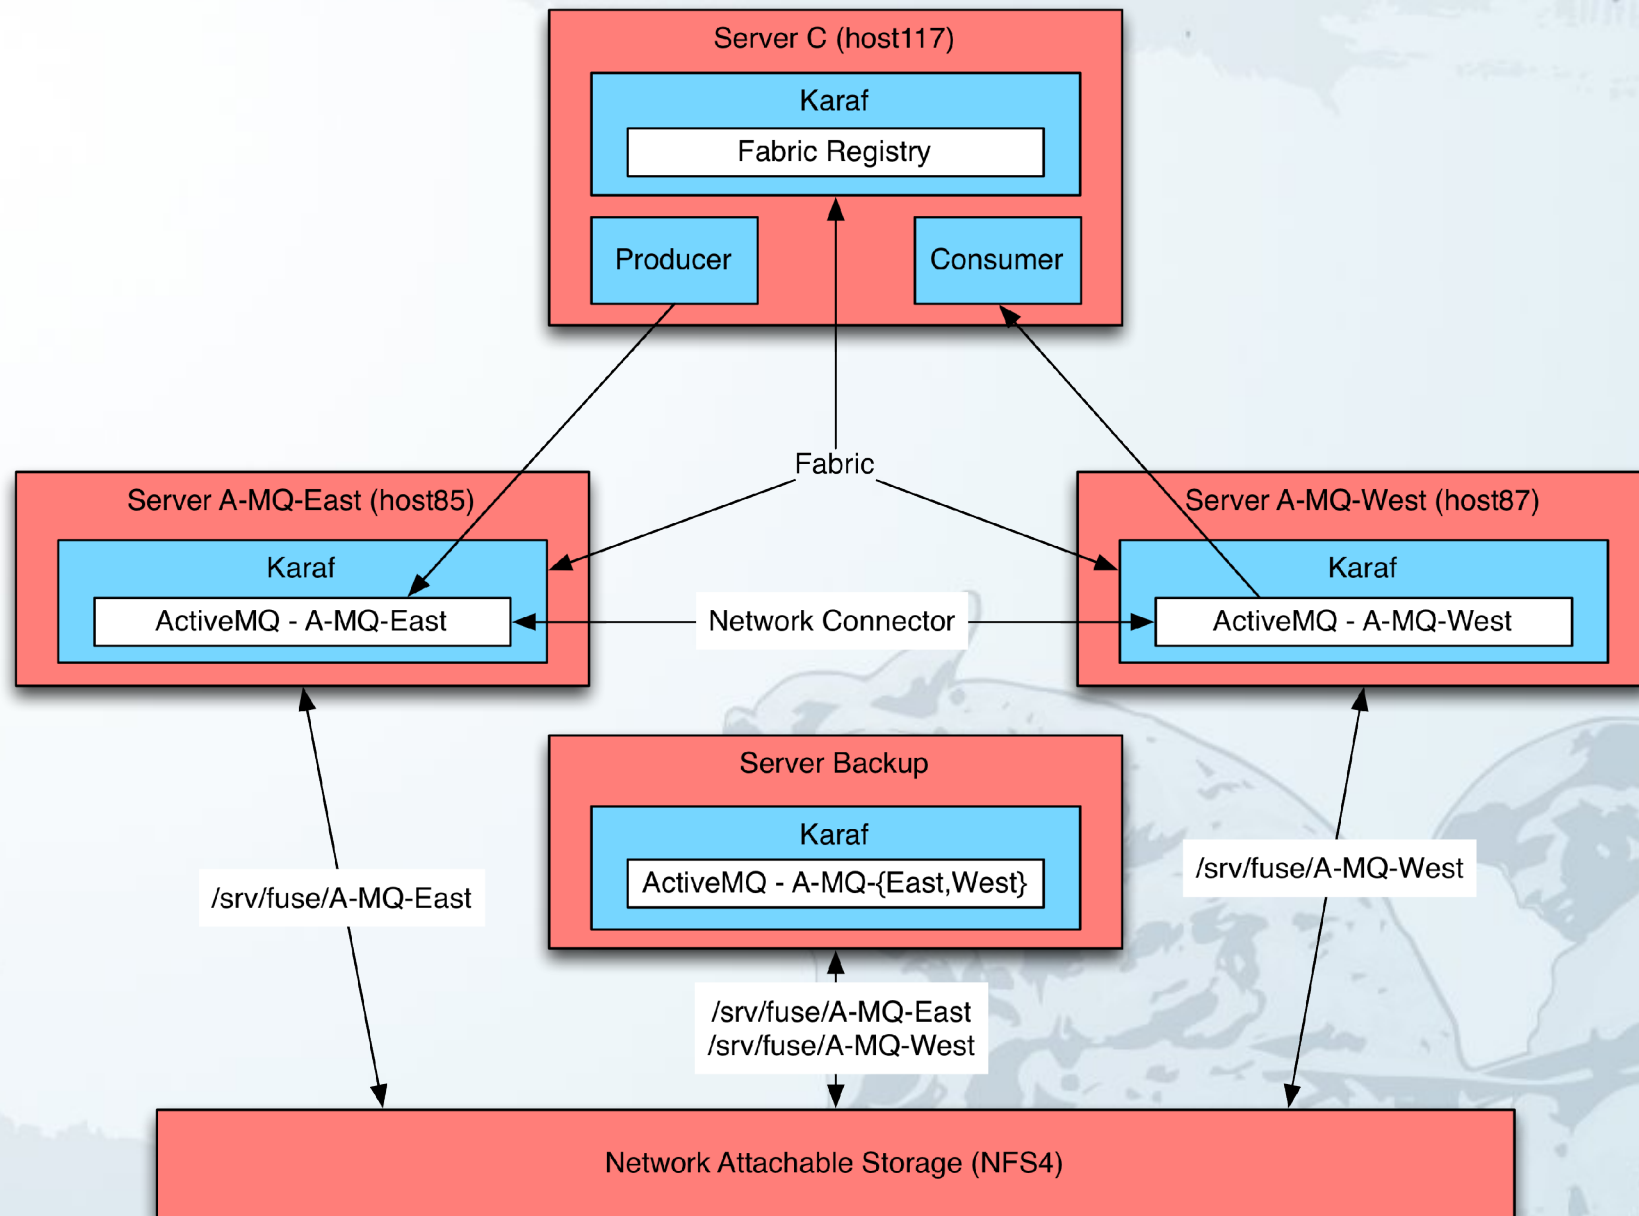 Server C (host117)
Karaf
Fabric Registry
Producer
Consumer
Fabric
Server A-MQ-East (host85)
Karaf
ActiveMQ - A-MQ-East
Network Connector
Server A-MQ-West (host87)
Karaf
ActiveMQ - A-MQ-West
Server Backup
Karaf
ActiveMQ - A-MQ-{East,West}
/srv/fuse/A-MQ-East
/srv/fuse/A-MQ-West
/srv/fuse/A-MQ-East
/srv/fuse/A-MQ-West
Network Attachable Storage (NFS4)